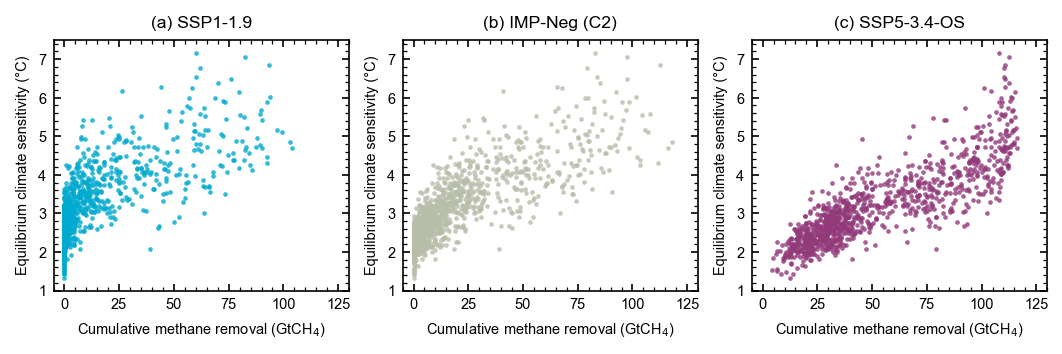 (a) SSP1-1.9
Equilibrium climate sensitivity (°C)
7
6
5
4
3
2
1
0 25 50 75 100 125
Cumulative methane removal (GtCH₄)
(b) IMP-Neg (C2)
Equilibrium climate sensitivity (°C)
7
6
5
4
3
2
1
0 25 50 75 100 125
Cumulative methane removal (GtCH₄)
(c) SSP5-3.4-OS
Equilibrium climate sensitivity (°C)
7
6
5
4
3
2
1
0 25 50 75 100 125
Cumulative methane removal (GtCH₄)